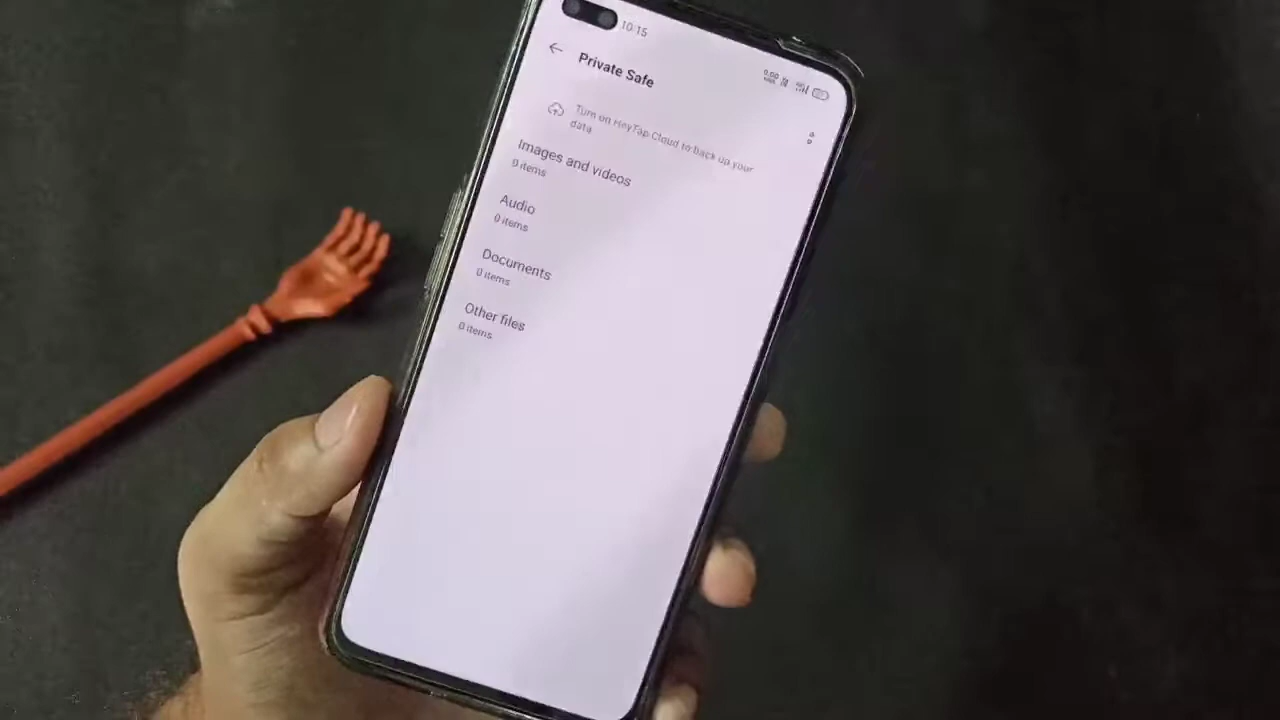 10:15
Private Safe
Turn on HeyTap Cloud to back up your
data
Images and videos
0 items
Audio
0 items
Documents
0 items
Other files
0 items